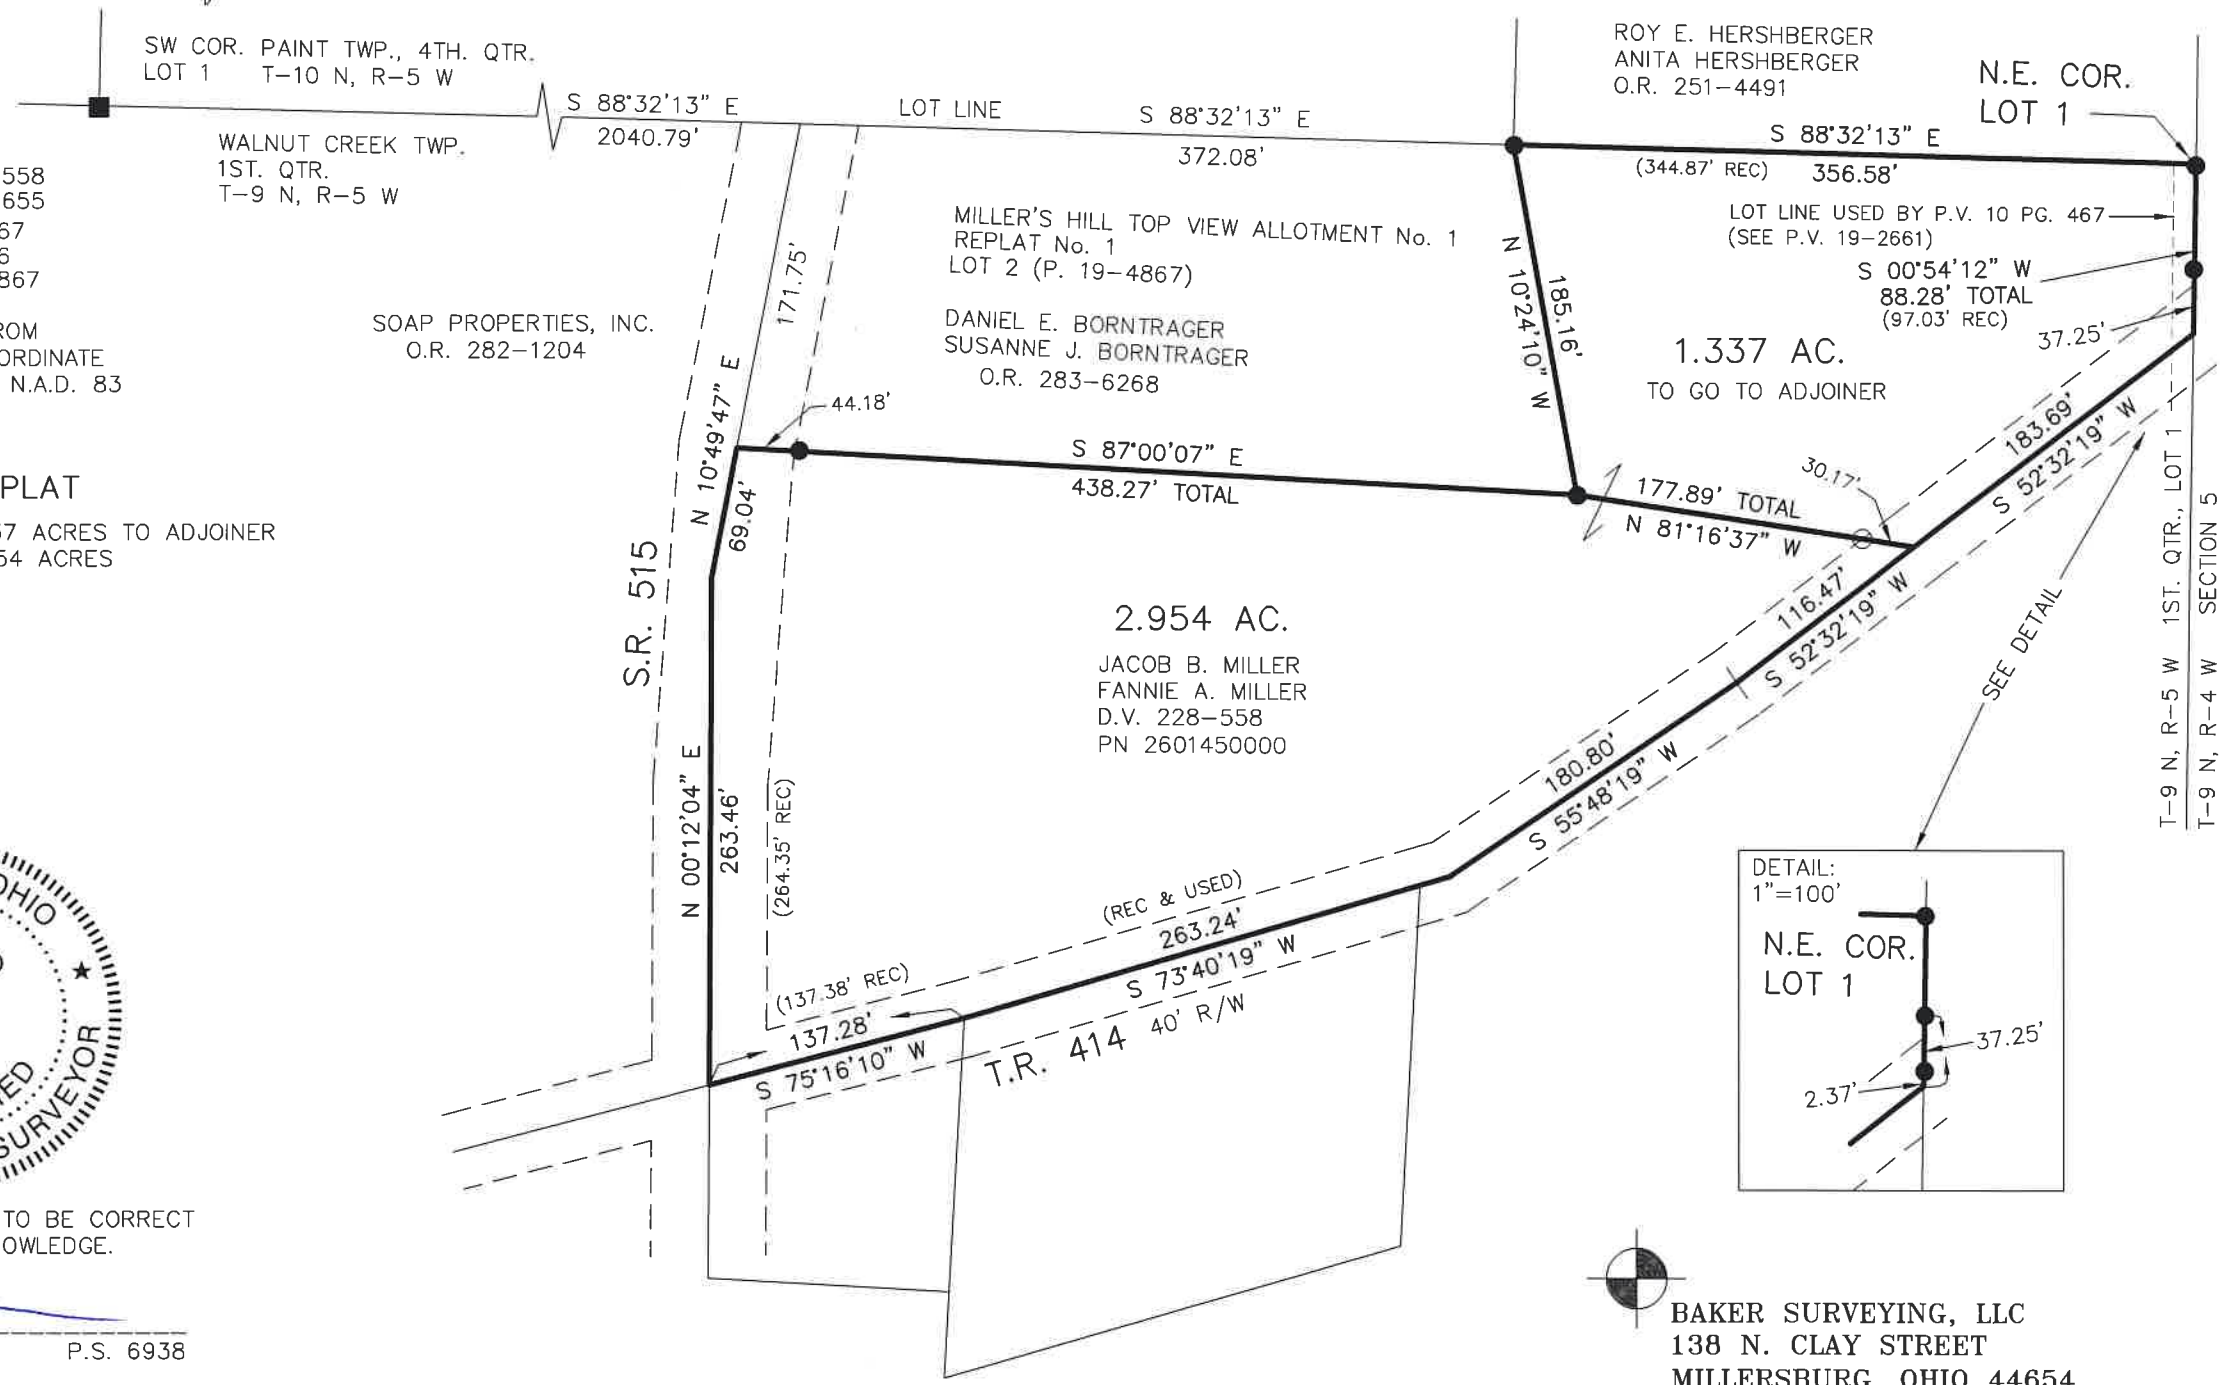 SW COR. PAINT TWP., 4TH. QTR.
LOT 1 T-10 N, R-5 W
S 88°32'13" E
2040.79'
LOT LINE
S 88°32'13" E
372.08'
ROY E. HERSHBERGER
ANITA HERSHBERGER
O.R. 251-4491
N.E. COR.
LOT 1
S 88°32'13" E
(344.87' REC) 356.58'
WALNUT CREEK TWP.
1ST. QTR.
T-9 N, R-5 W
558
655
67
6
867
ROM
ORDINATE
N.A.D. 83
PLAT
67 ACRES TO ADJOINER
54 ACRES
SOAP PROPERTIES, INC.
O.R. 282-1204
171.75'
N 10°49'47" E
69.04'
44.18'
MILLER'S HILL TOP VIEW ALLOTMENT No. 1
REPLAT No. 1
LOT 2 (P. 19-4867)
DANIEL E. BORNTRAGER
SUSANNE J. BORNTRAGER
O.R. 283-6268
185.16'
N 10°24'10" W
LOT LINE USED BY P.V. 10 PG. 467
(SEE P.V. 19-2661)
S 00°54'12" W
88.28' TOTAL
(97.03' REC)
37.25'
1.337 AC.
TO GO TO ADJOINER
S 87°00'07" E
438.27' TOTAL
177.89' TOTAL
N 81°16'37" W
30.17'
183.69'
S 52°32'19" W
116.47'
S 52°32'19" W
S.R. 515
2.954 AC.
JACOB B. MILLER
FANNIE A. MILLER
D.V. 228-558
PN 2601450000
N 00°12'04" E
263.46'
(264.35' REC)
180.80'
S 55°48'19" W
(REC & USED)
263.24'
S 73°40'19" W
(137.38' REC)
137.28'
S 75°16'10" W
T.R. 414 40' R/W
SEE DETAIL
T-9 N, R-5 W 1ST. QTR., LOT 1
T-9 N, R-4 W SECTION 5
DETAIL:
1"=100'
N.E. COR.
LOT 1
37.25'
2.37'
OHIO
SURVEYOR
TO BE CORRECT
OWLEDGE.
P.S. 6938
BAKER SURVEYING, LLC
138 N. CLAY STREET
MILLERSBURG, OHIO 44654